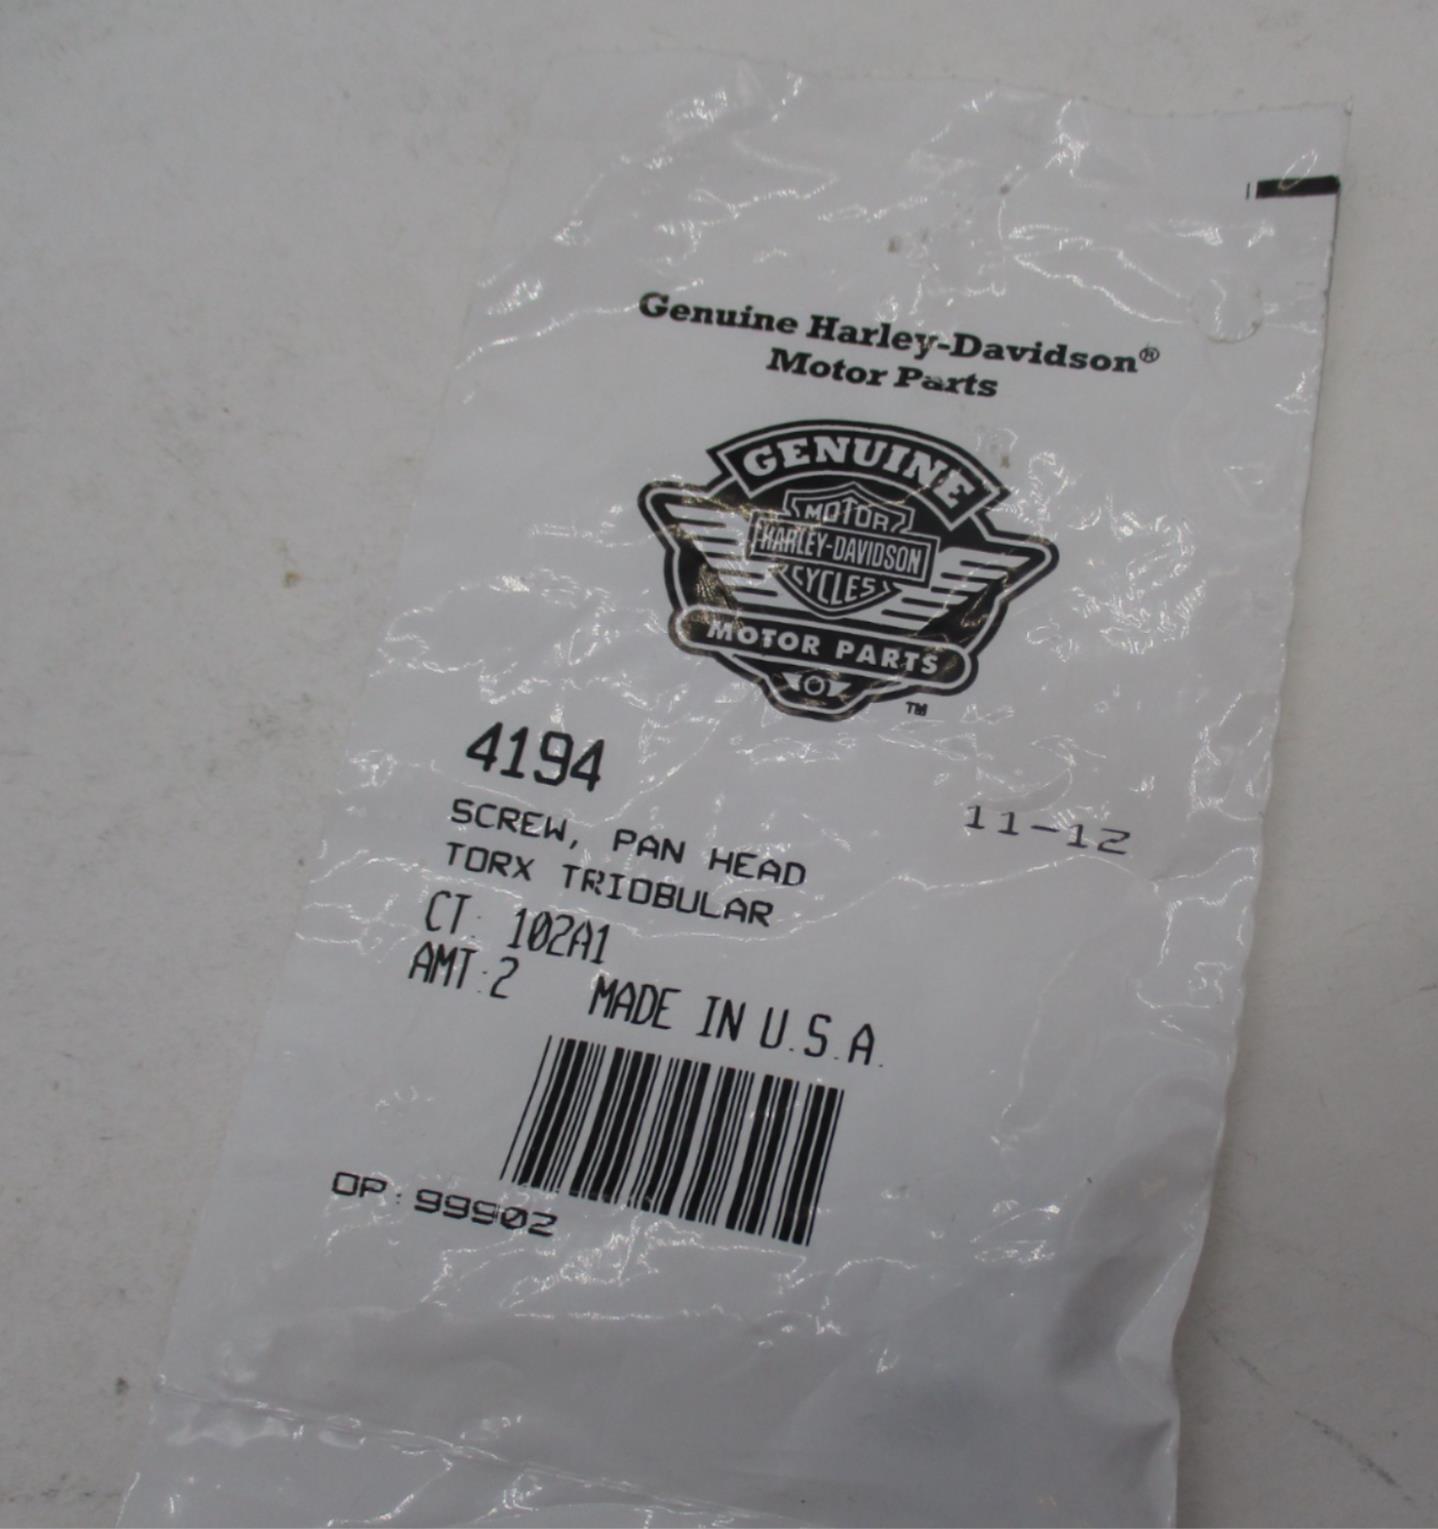 Genuine Harley-Davidson®
Motor Parts
GENUINE
MOTOR
HARLEY-DAVIDSON
CYCLES
MOTOR PARTS
TM
4194
11-12
SCREW, PAN HEAD
TORX TRIOBULAR
CT: 102A1
AMT:2 MADE IN U.S.A.
OP:99902